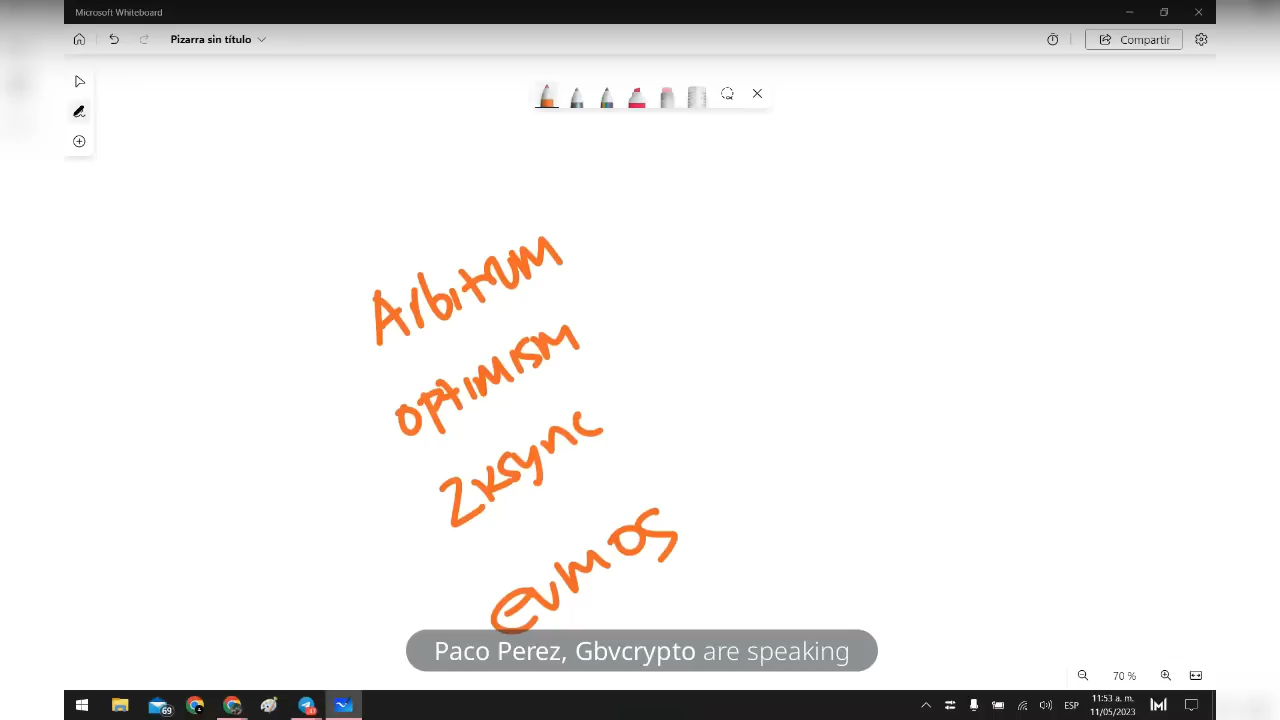 Microsoft Whiteboard
Pizarra sin título
Compartir
Arbitrum
optimism
zksync
evmos
Paco Perez, Gbvcrypto are speaking
70 %
69
ESP
11:53 a. m.
11/05/2023